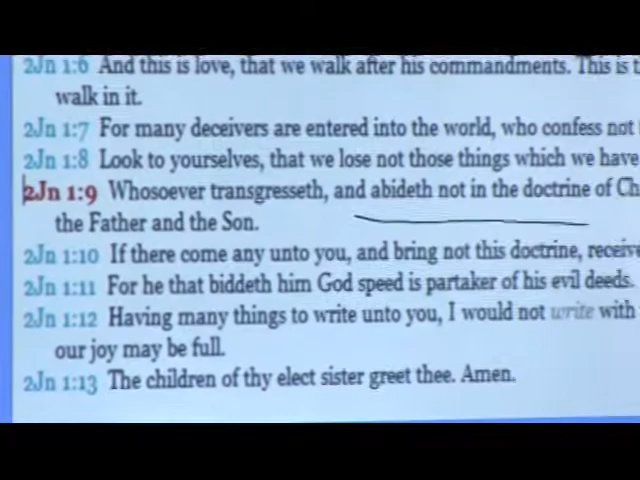 2Jn 1:6 And this is love, that we walk after his commandments. This is
walk in it.
2Jn 1:7 For many deceivers are entered into the world, who confess not
2Jn 1:8 Look to yourselves, that we lose not those things which we have
2Jn 1:9 Whosoever transgresseth, and abideth not in the doctrine of Ch
the Father and the Son.
2Jn 1:10 If there come any unto you, and bring not this doctrine, receive
2Jn 1:11 For he that biddeth him God speed is partaker of his evil deeds.
2Jn 1:12 Having many things to write unto you, I would not write with
our joy may be full.
2Jn 1:13 The children of thy elect sister greet thee. Amen.